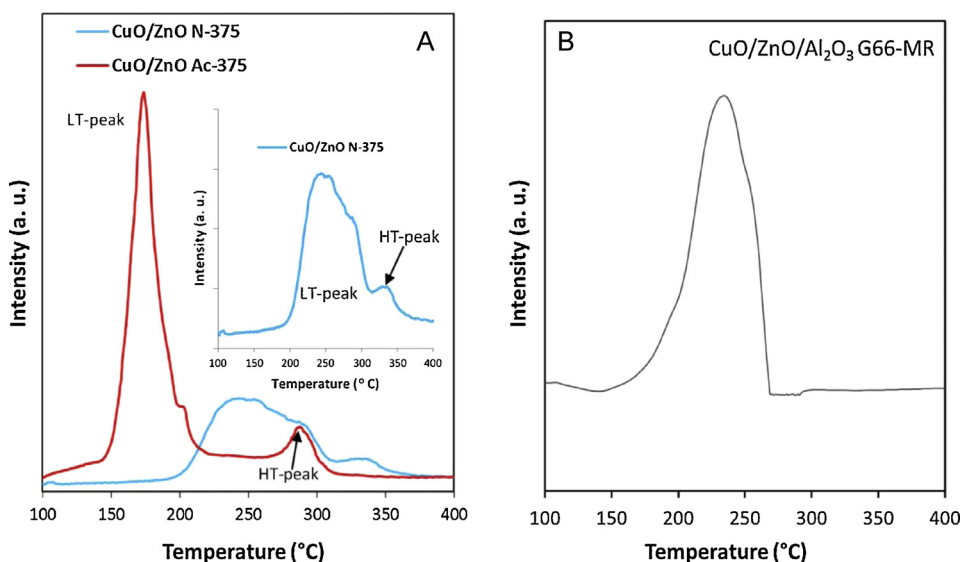 CuO/ZnO N-375
CuO/ZnO Ac-375
A
LT-peak
CuO/ZnO N-375
Intensity (a. u.)
HT-peak
LT-peak
100 150 200 250 300 350 400
Temperature (° C)
HT-peak
Intensity (a. u.)
100 150 200 250 300 350 400
Temperature (°C)
B
CuO/ZnO/Al₂O₃ G66-MR
Intensity (a. u.)
100 150 200 250 300 350 400
Temperature (°C)